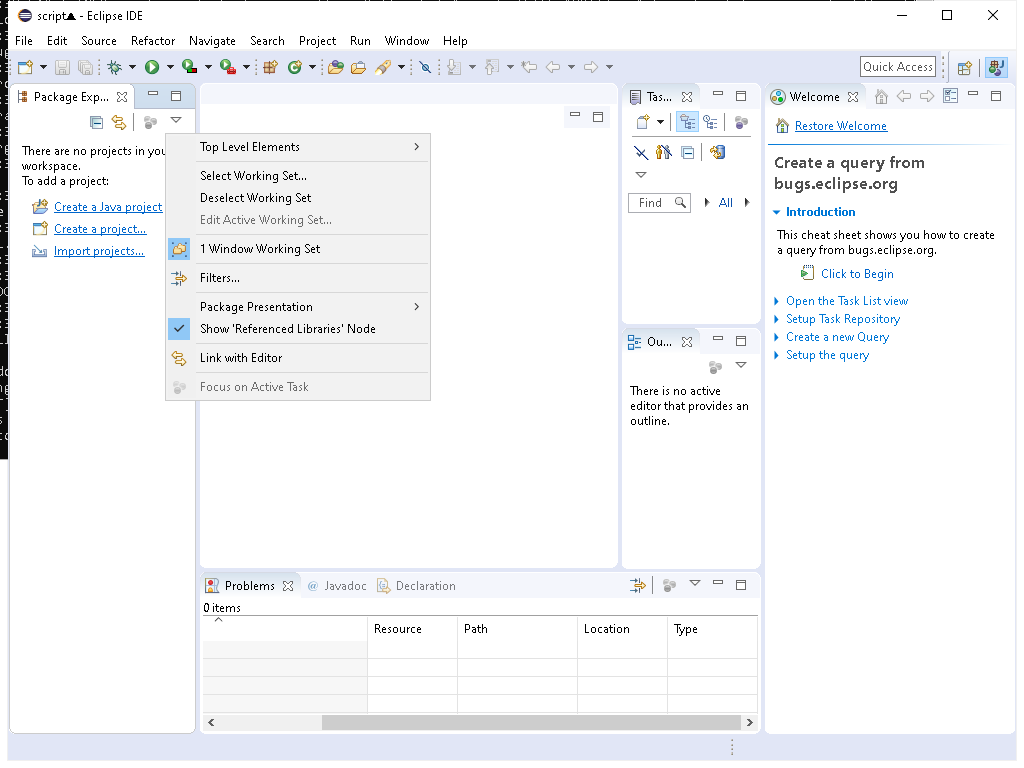 script▲ - Eclipse IDE
File Edit Source Refactor Navigate Search Project Run Window Help
Quick Access
Package Exp...
There are no projects in you
workspace.
To add a project:
Create a Java project
Create a project...
Import projects...
Top Level Elements
Select Working Set...
Deselect Working Set
Edit Active Working Set...
1 Window Working Set
Filters...
Package Presentation
Show 'Referenced Libraries' Node
Link with Editor
Focus on Active Task
Tas...
Find
All
Ou...
There is no active
editor that provides an
outline.
Welcome
Restore Welcome
Create a query from
bugs.eclipse.org
Introduction
This cheat sheet shows you how to create
a query from bugs.eclipse.org.
Click to Begin
Open the Task List view
Setup Task Repository
Create a new Query
Setup the query
Problems @ Javadoc Declaration
0 items
Resource Path Location Type